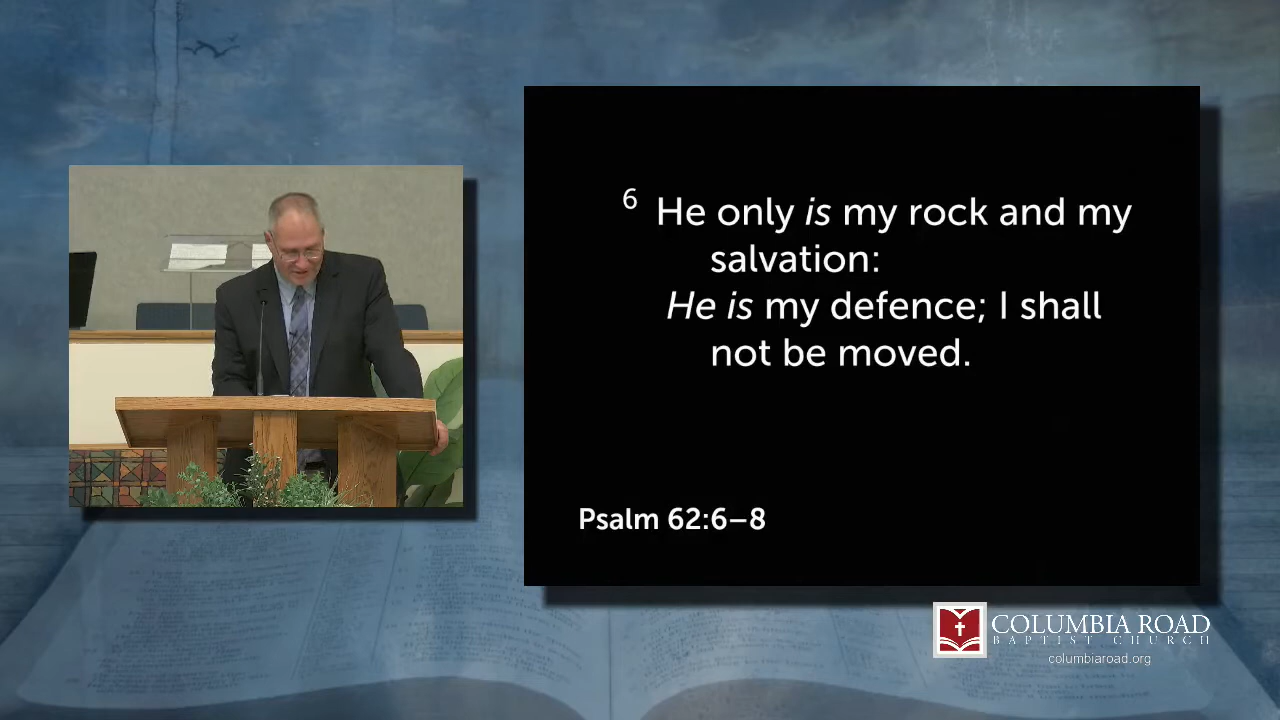 6 He only is my rock and my
salvation:
He is my defence; I shall
not be moved.
Psalm 62:6–8
COLUMBIA ROAD
BAPTIST CHURCH
columbiaroad.org